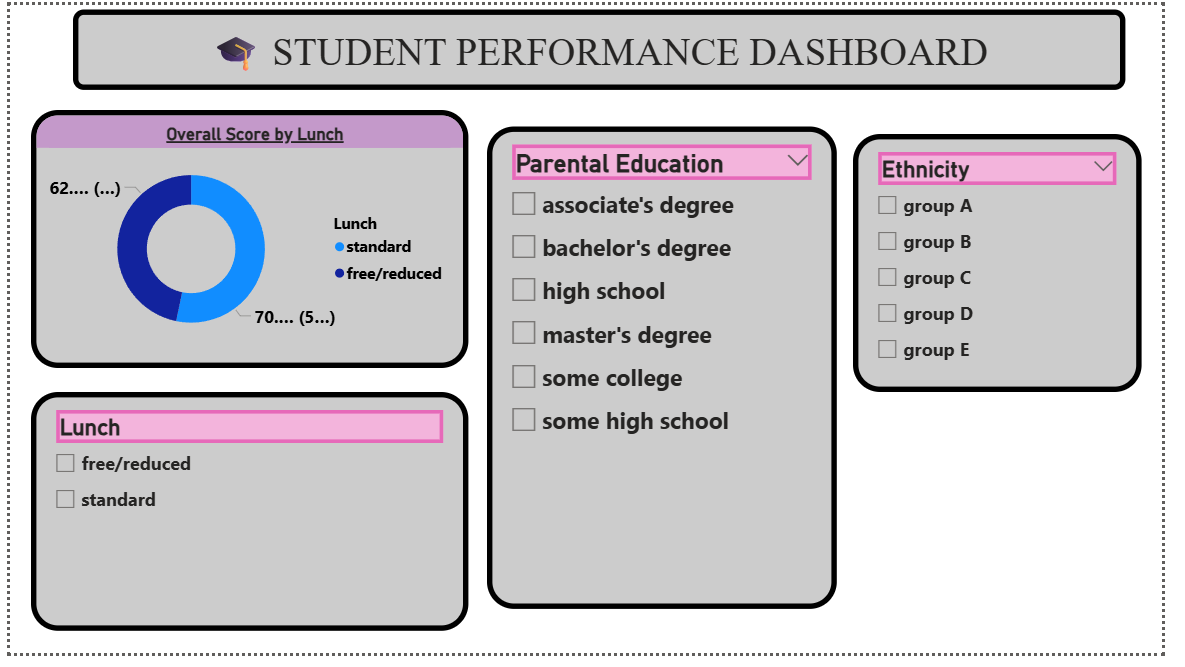 STUDENT PERFORMANCE DASHBOARD
Overall Score by Lunch
62.... (...)
Lunch
standard
free/reduced
70.... (5...)
Lunch
free/reduced
standard
Parental Education
associate's degree
bachelor's degree
high school
master's degree
some college
some high school
Ethnicity
group A
group B
group C
group D
group E